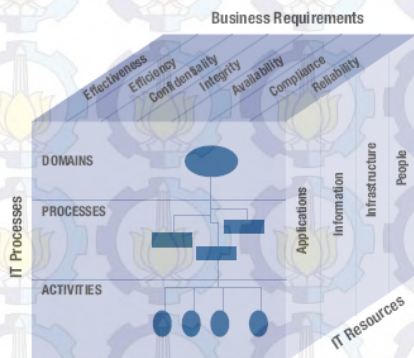 Business Requirements
Effectiveness
Efficiency
Confidentiality
Integrity
Availability
Compliance
Reliability
DOMAINS
PROCESSES
ACTIVITIES
IT Processes
Applications
Information
Infrastructure
People
IT Resources